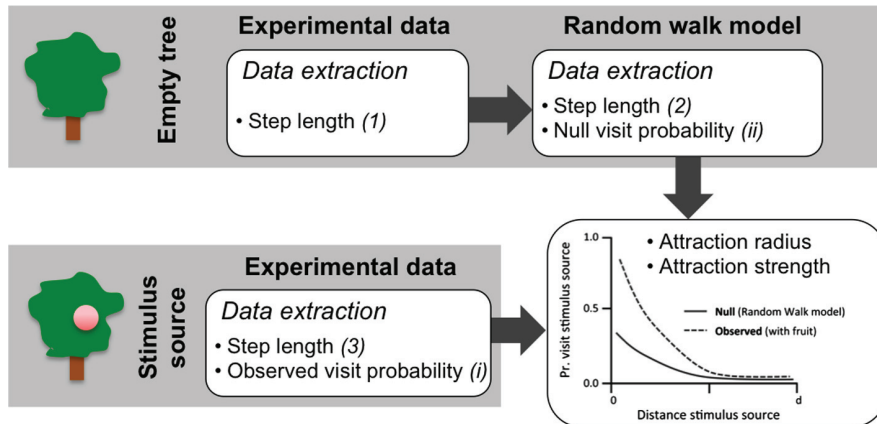 Experimental data
Random walk model
Empty tree
Data extraction
• Step length (1)
Data extraction
• Step length (2)
• Null visit probability (ii)
Stimulus
source
Experimental data
Data extraction
• Step length (3)
• Observed visit probability (i)
• Attraction radius
• Attraction strength
Pr. visit stimulus source
1.0
0.5
0.0
Null (Random Walk model)
Observed (with fruit)
0
d
Distance stimulus source